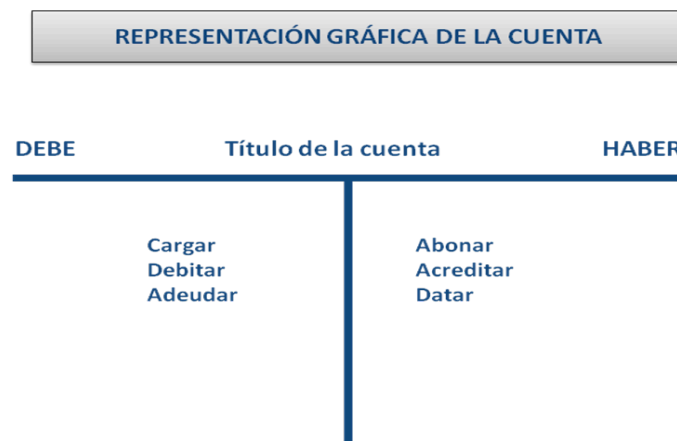 REPRESENTACIÓN GRÁFICA DE LA CUENTA
DEBE Título de la cuenta HABER
Cargar Abonar
Debitar Acreditar
Adeudar Datar